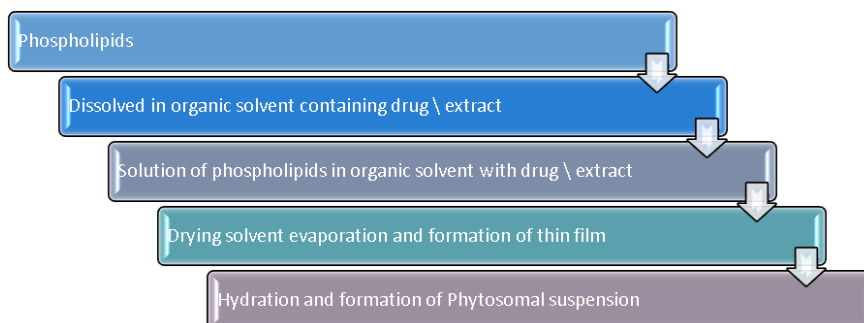 Phospholipids
Dissolved in organic solvent containing drug \ extract
Solution of phospholipids in organic solvent with drug \ extract
Drying solvent evaporation and formation of thin film
Hydration and formation of Phytosomal suspension